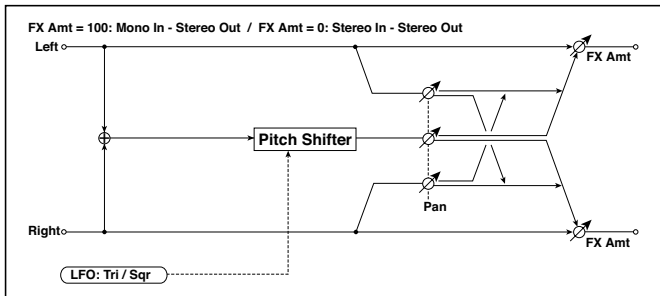 FX Amt = 100: Mono In - Stereo Out / FX Amt = 0: Stereo In - Stereo Out
Left
FX Amt
Pitch Shifter
Pan
Right
FX Amt
LFO: Tri / Sqr